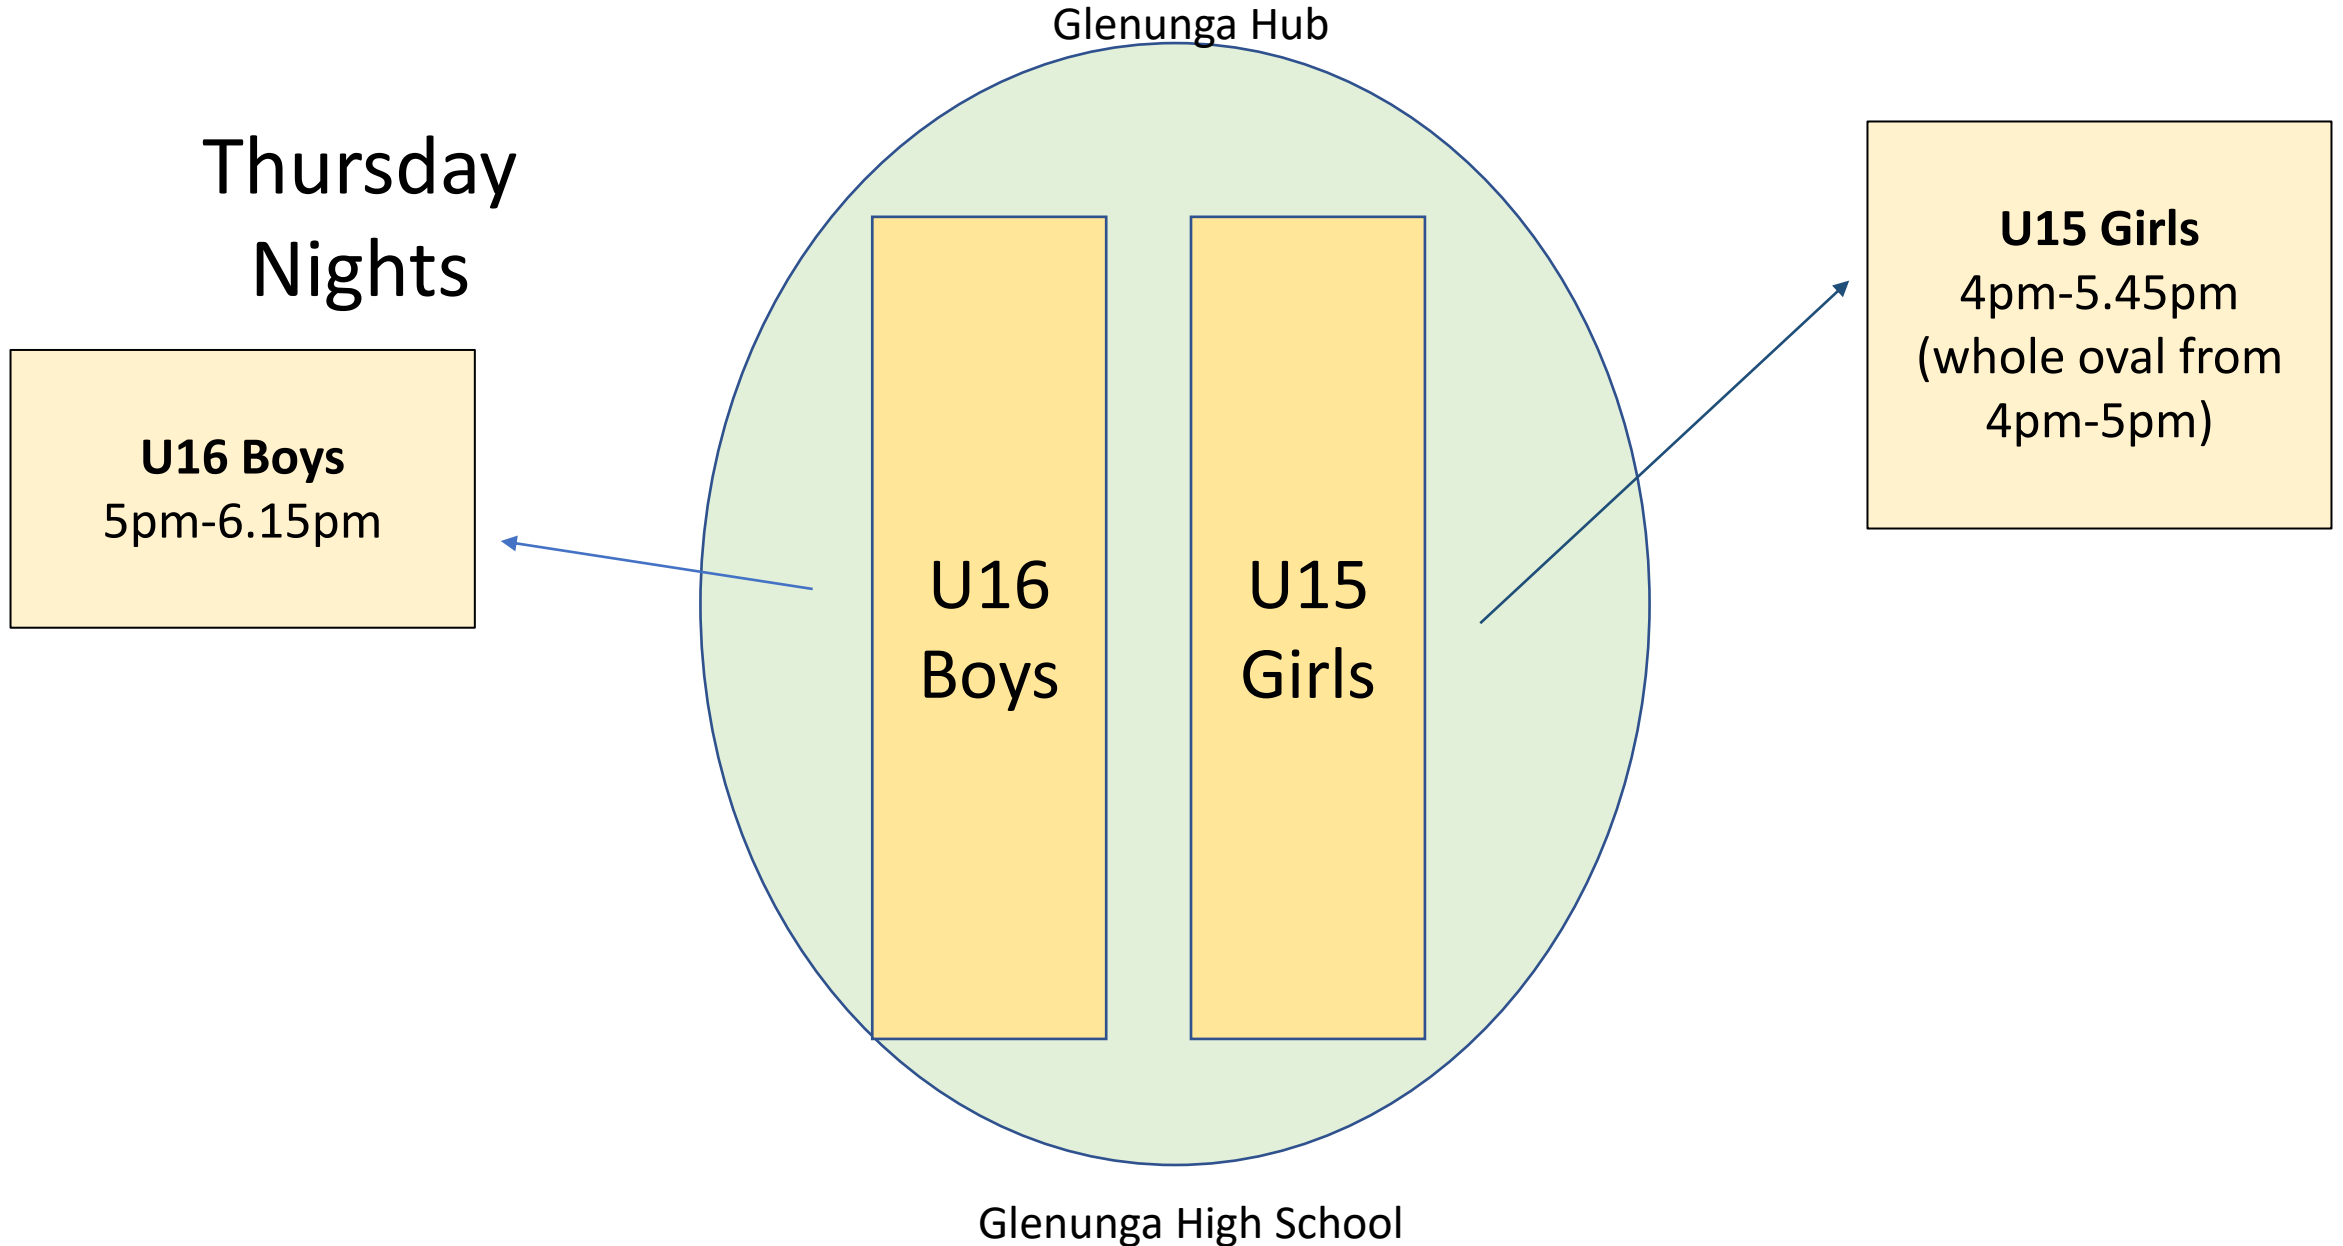 Glenunga Hub
Thursday
Nights
U16 Boys
5pm-6.15pm
U16
Boys
U15
Girls
U15 Girls
4pm-5.45pm
(whole oval from
4pm-5pm)
Glenunga High School